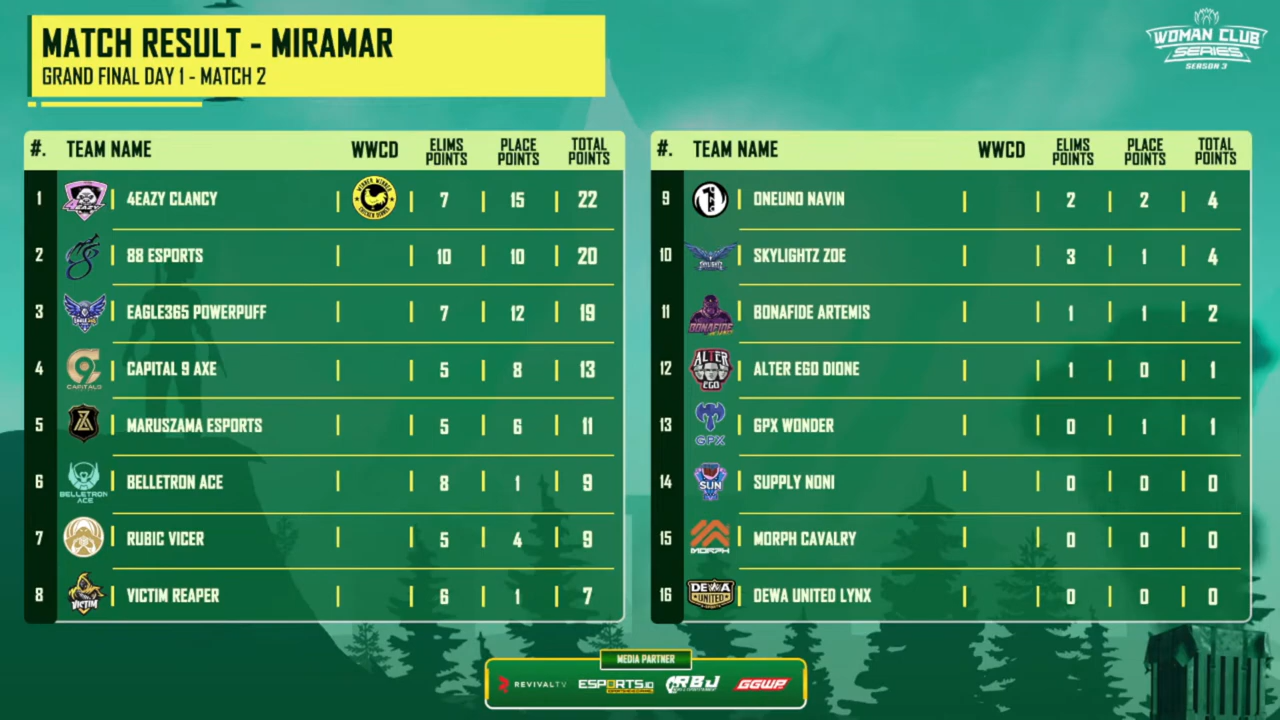 MATCH RESULT - MIRAMAR
GRAND FINAL DAY 1 - MATCH 2
WOMAN CLUB
SERIES
SEASON 3
#. TEAM NAME WWCD ELIMS POINTS PLACE POINTS TOTAL POINTS
1 4EAZY CLANCY 7 15 22
2 88 ESPORTS 10 10 20
3 EAGLE365 POWERPUFF 7 12 19
4 CAPITAL 9 AXE 5 8 13
5 MARUSZAMA ESPORTS 5 6 11
6 BELLETRON ACE 8 1 9
7 RUBIC VICER 5 4 9
8 VICTIM REAPER 6 1 7
#. TEAM NAME WWCD ELIMS POINTS PLACE POINTS TOTAL POINTS
9 ONEUNO NAVIN 2 2 4
10 SKYLIGHTZ ZOE 3 1 4
11 BONAFIDE ARTEMIS 1 1 2
12 ALTER EGO DIONE 1 0 1
13 GPX WONDER 0 1 1
14 SUPPLY NONI 0 0 0
15 MORPH CAVALRY 0 0 0
16 DEWA UNITED LYNX 0 0 0
MEDIA PARTNER
REVIVALTV ESPORTS.ID RBJ GGWP